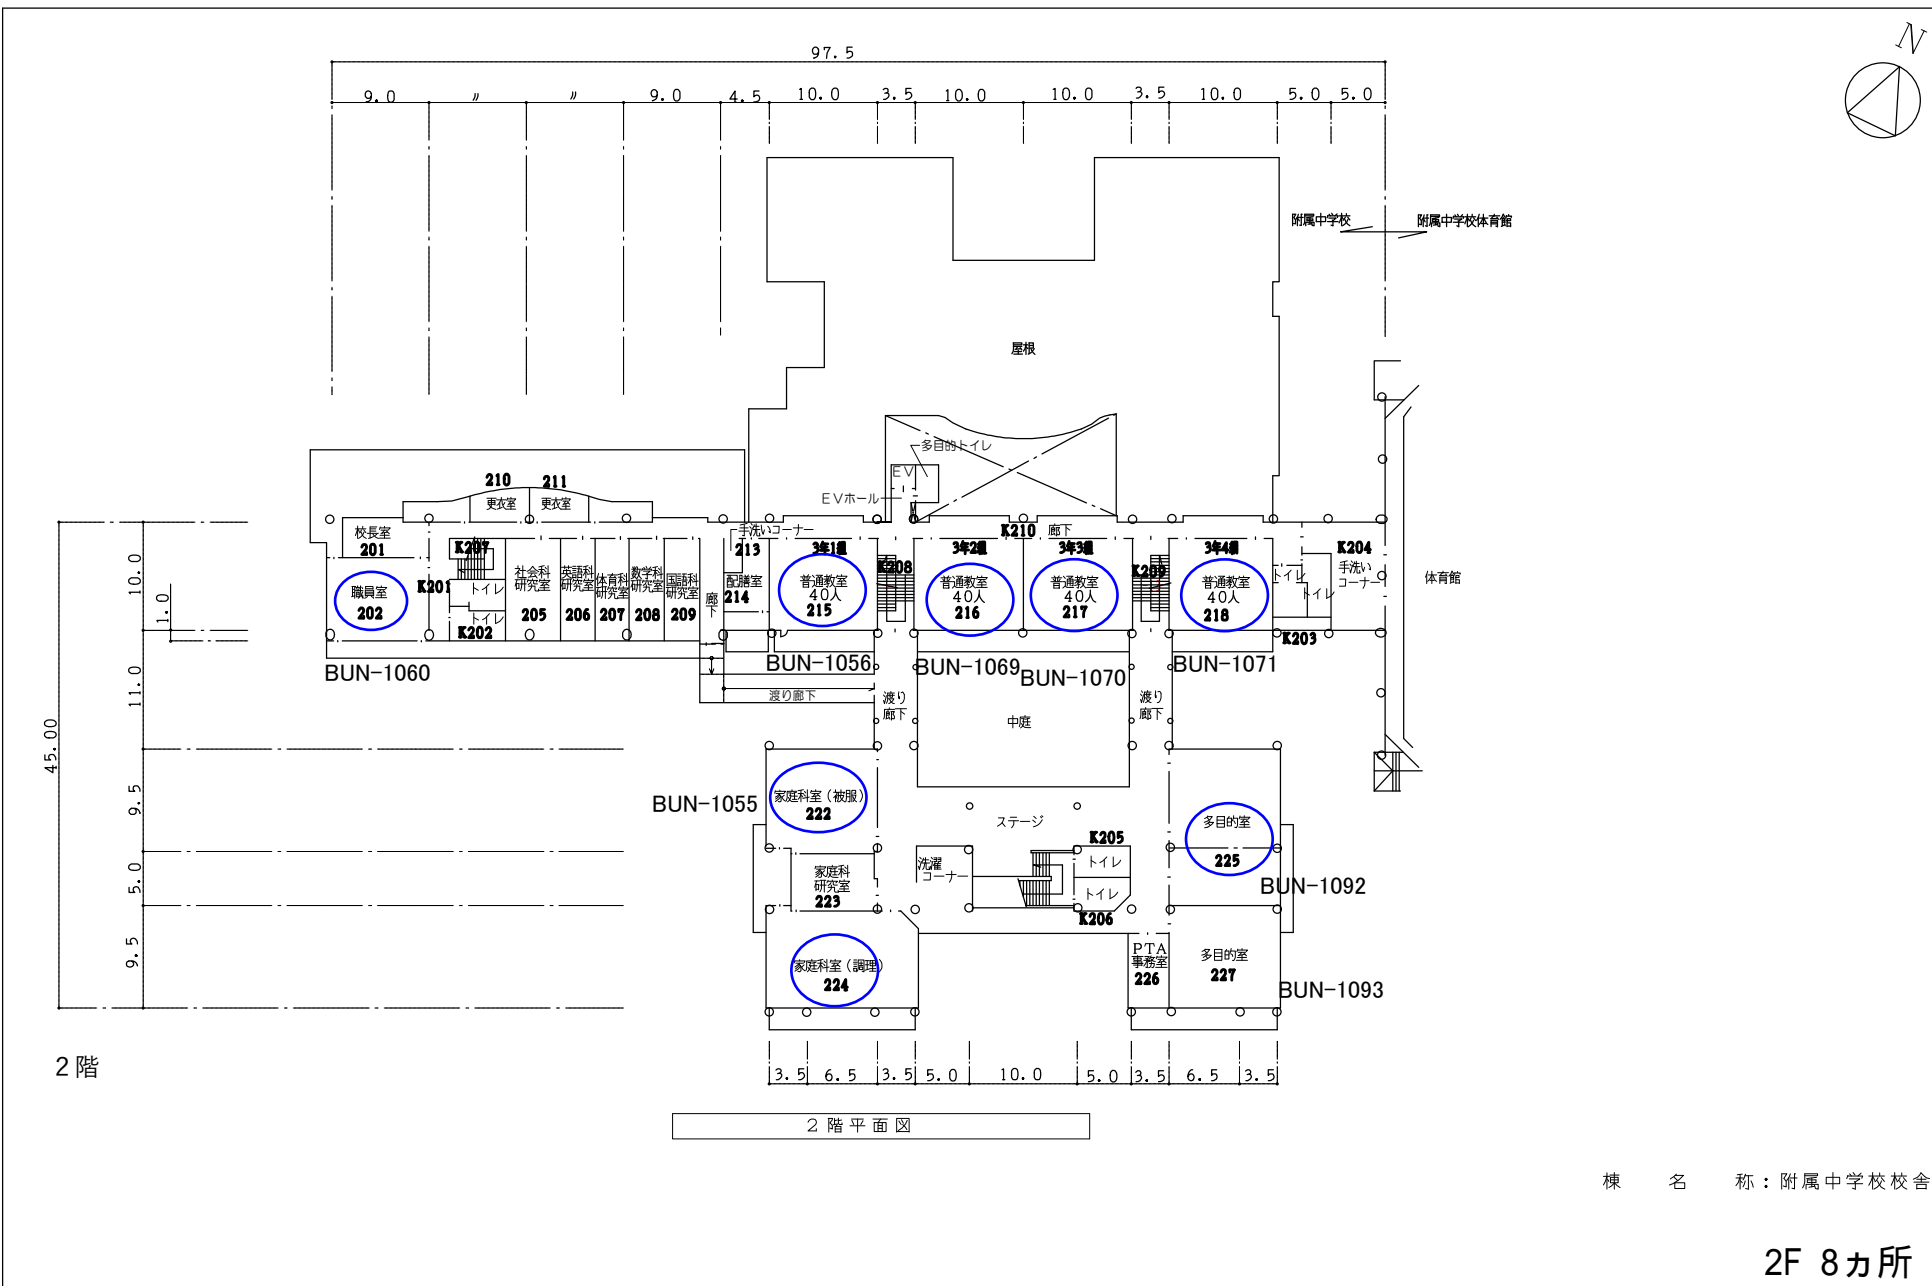 N
97.5
9.0 〃 〃 9.0 4.5 10.0 3.5 10.0 10.0 3.5 10.0 5.0 5.0
附属中学校
附属中学校体育館
屋根
多目的トイレ
EV
EVホール
210
更衣室
211
更衣室
校長室
201
職員室
202
K201
K207
トイレ
トイレ
K202
社会科
研究室
205
英語科
研究室
206
体育科
研究室
207
数学科
研究室
208
国語科
研究室
209
廊
下
手洗いコーナー
213
配膳室
214
3年1組
普通教室
40人
215
K208
3年2組
普通教室
40人
216
K210
廊下
3年3組
普通教室
40人
217
K209
3年4組
普通教室
40人
218
トイレ
トイレ
K203
K204
手洗い
コーナー
体育館
10.0
1.0
11.0
45.00
9.5
5.0
9.5
BUN-1060
BUN-1056
BUN-1069
BUN-1070
BUN-1071
渡り廊下
渡り
廊下
中庭
渡り
廊下
BUN-1055
家庭科室(被服)
222
家庭科
研究室
223
家庭科室(調理)
224
ステージ
洗濯
コーナー
K205
トイレ
トイレ
K206
多目的室
225
BUN-1092
PTA
事務室
226
多目的室
227
BUN-1093
3.5 6.5 3.5 5.0 10.0 5.0 3.5 6.5 3.5
2階
2階平面図
棟 名 称:附属中学校校舎
2F 8ヵ所